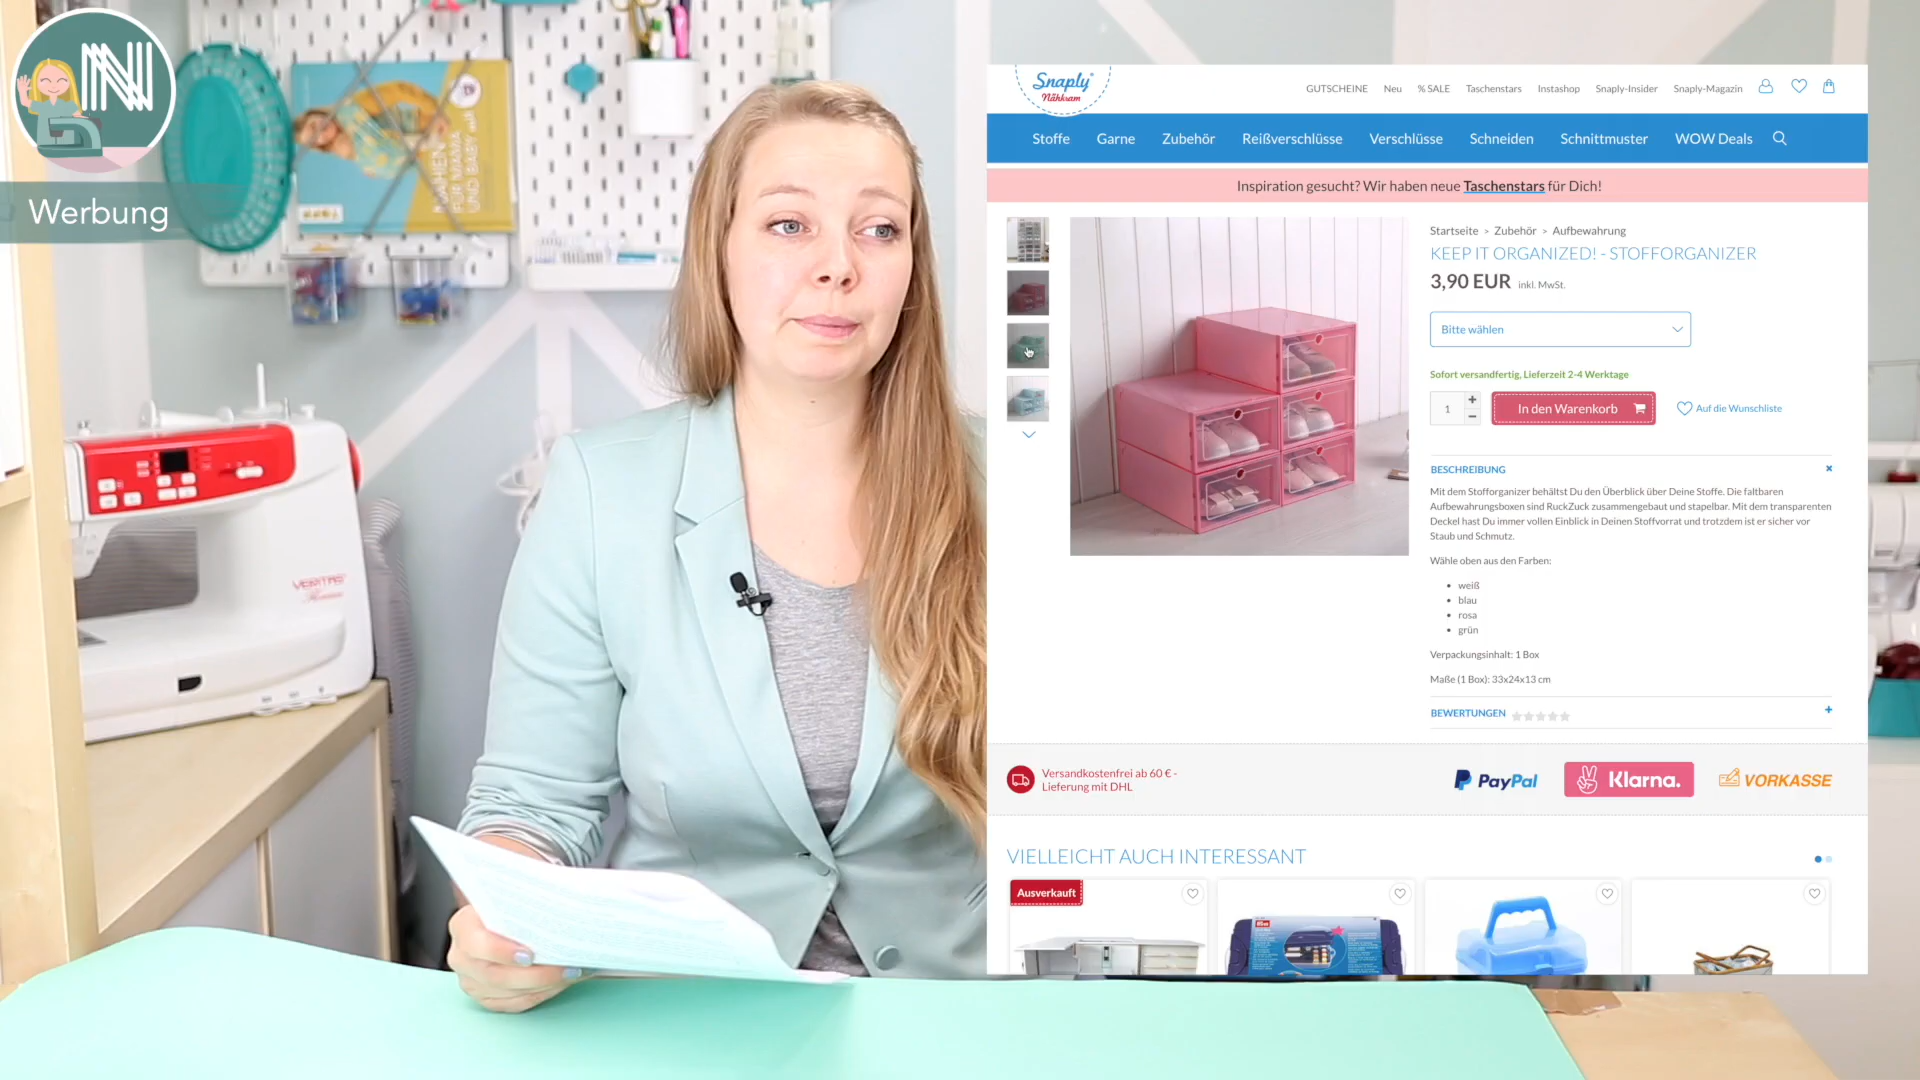 Werbung
NÄHEN
FÜR MAMA
UND BABY
VERITAS
Snaply
Nähkram
GUTSCHEINE Neu % SALE Taschenstars Instashop Snaply-Insider Snaply-Magazin
Stoffe Garne Zubehör Reißverschlüsse Verschlüsse Schneiden Schnittmuster WOW Deals
Inspiration gesucht? Wir haben neue Taschenstars für Dich!
Startseite > Zubehör > Aufbewahrung
KEEP IT ORGANIZED! - STOFFORGANIZER
3,90 EUR inkl. MwSt.
Bitte wählen
Sofort versandfertig, Lieferzeit 2-4 Werktage
1 + − In den Warenkorb Auf die Wunschliste
BESCHREIBUNG
Mit dem Stofforganizer behältst Du den Überblick über Deine Stoffe. Die faltbaren
Aufbewahrungsboxen sind RuckZuck zusammengebaut und stapelbar. Mit dem transparenten
Deckel hast Du immer vollen Einblick in Deinen Stoffvorrat und trotzdem ist er sicher vor
Staub und Schmutz.
Wähle oben aus den Farben:
• weiß
• blau
• rosa
• grün
Verpackungsinhalt: 1 Box
Maße (1 Box): 33x24x13 cm
BEWERTUNGEN
Versandkostenfrei ab 60 € -
Lieferung mit DHL
PayPal Klarna. VORKASSE
VIELLEICHT AUCH INTERESSANT
Ausverkauft